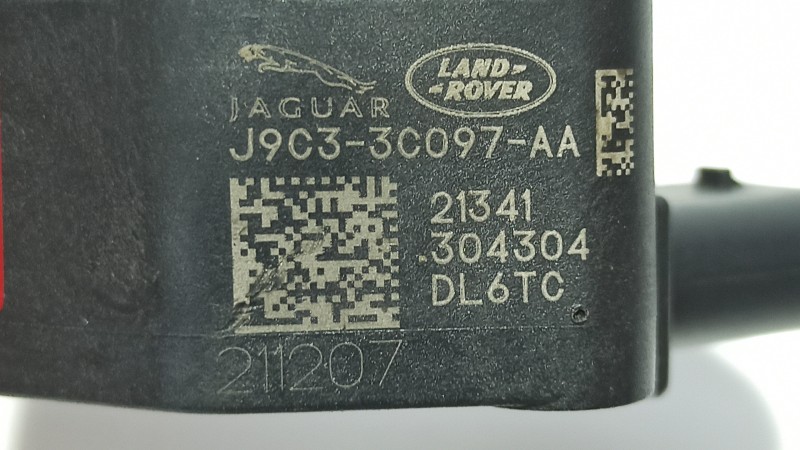 JAGUAR
LAND-
-ROVER
J9C3-3C097-AA
21341
.304304
DL6TC
211207